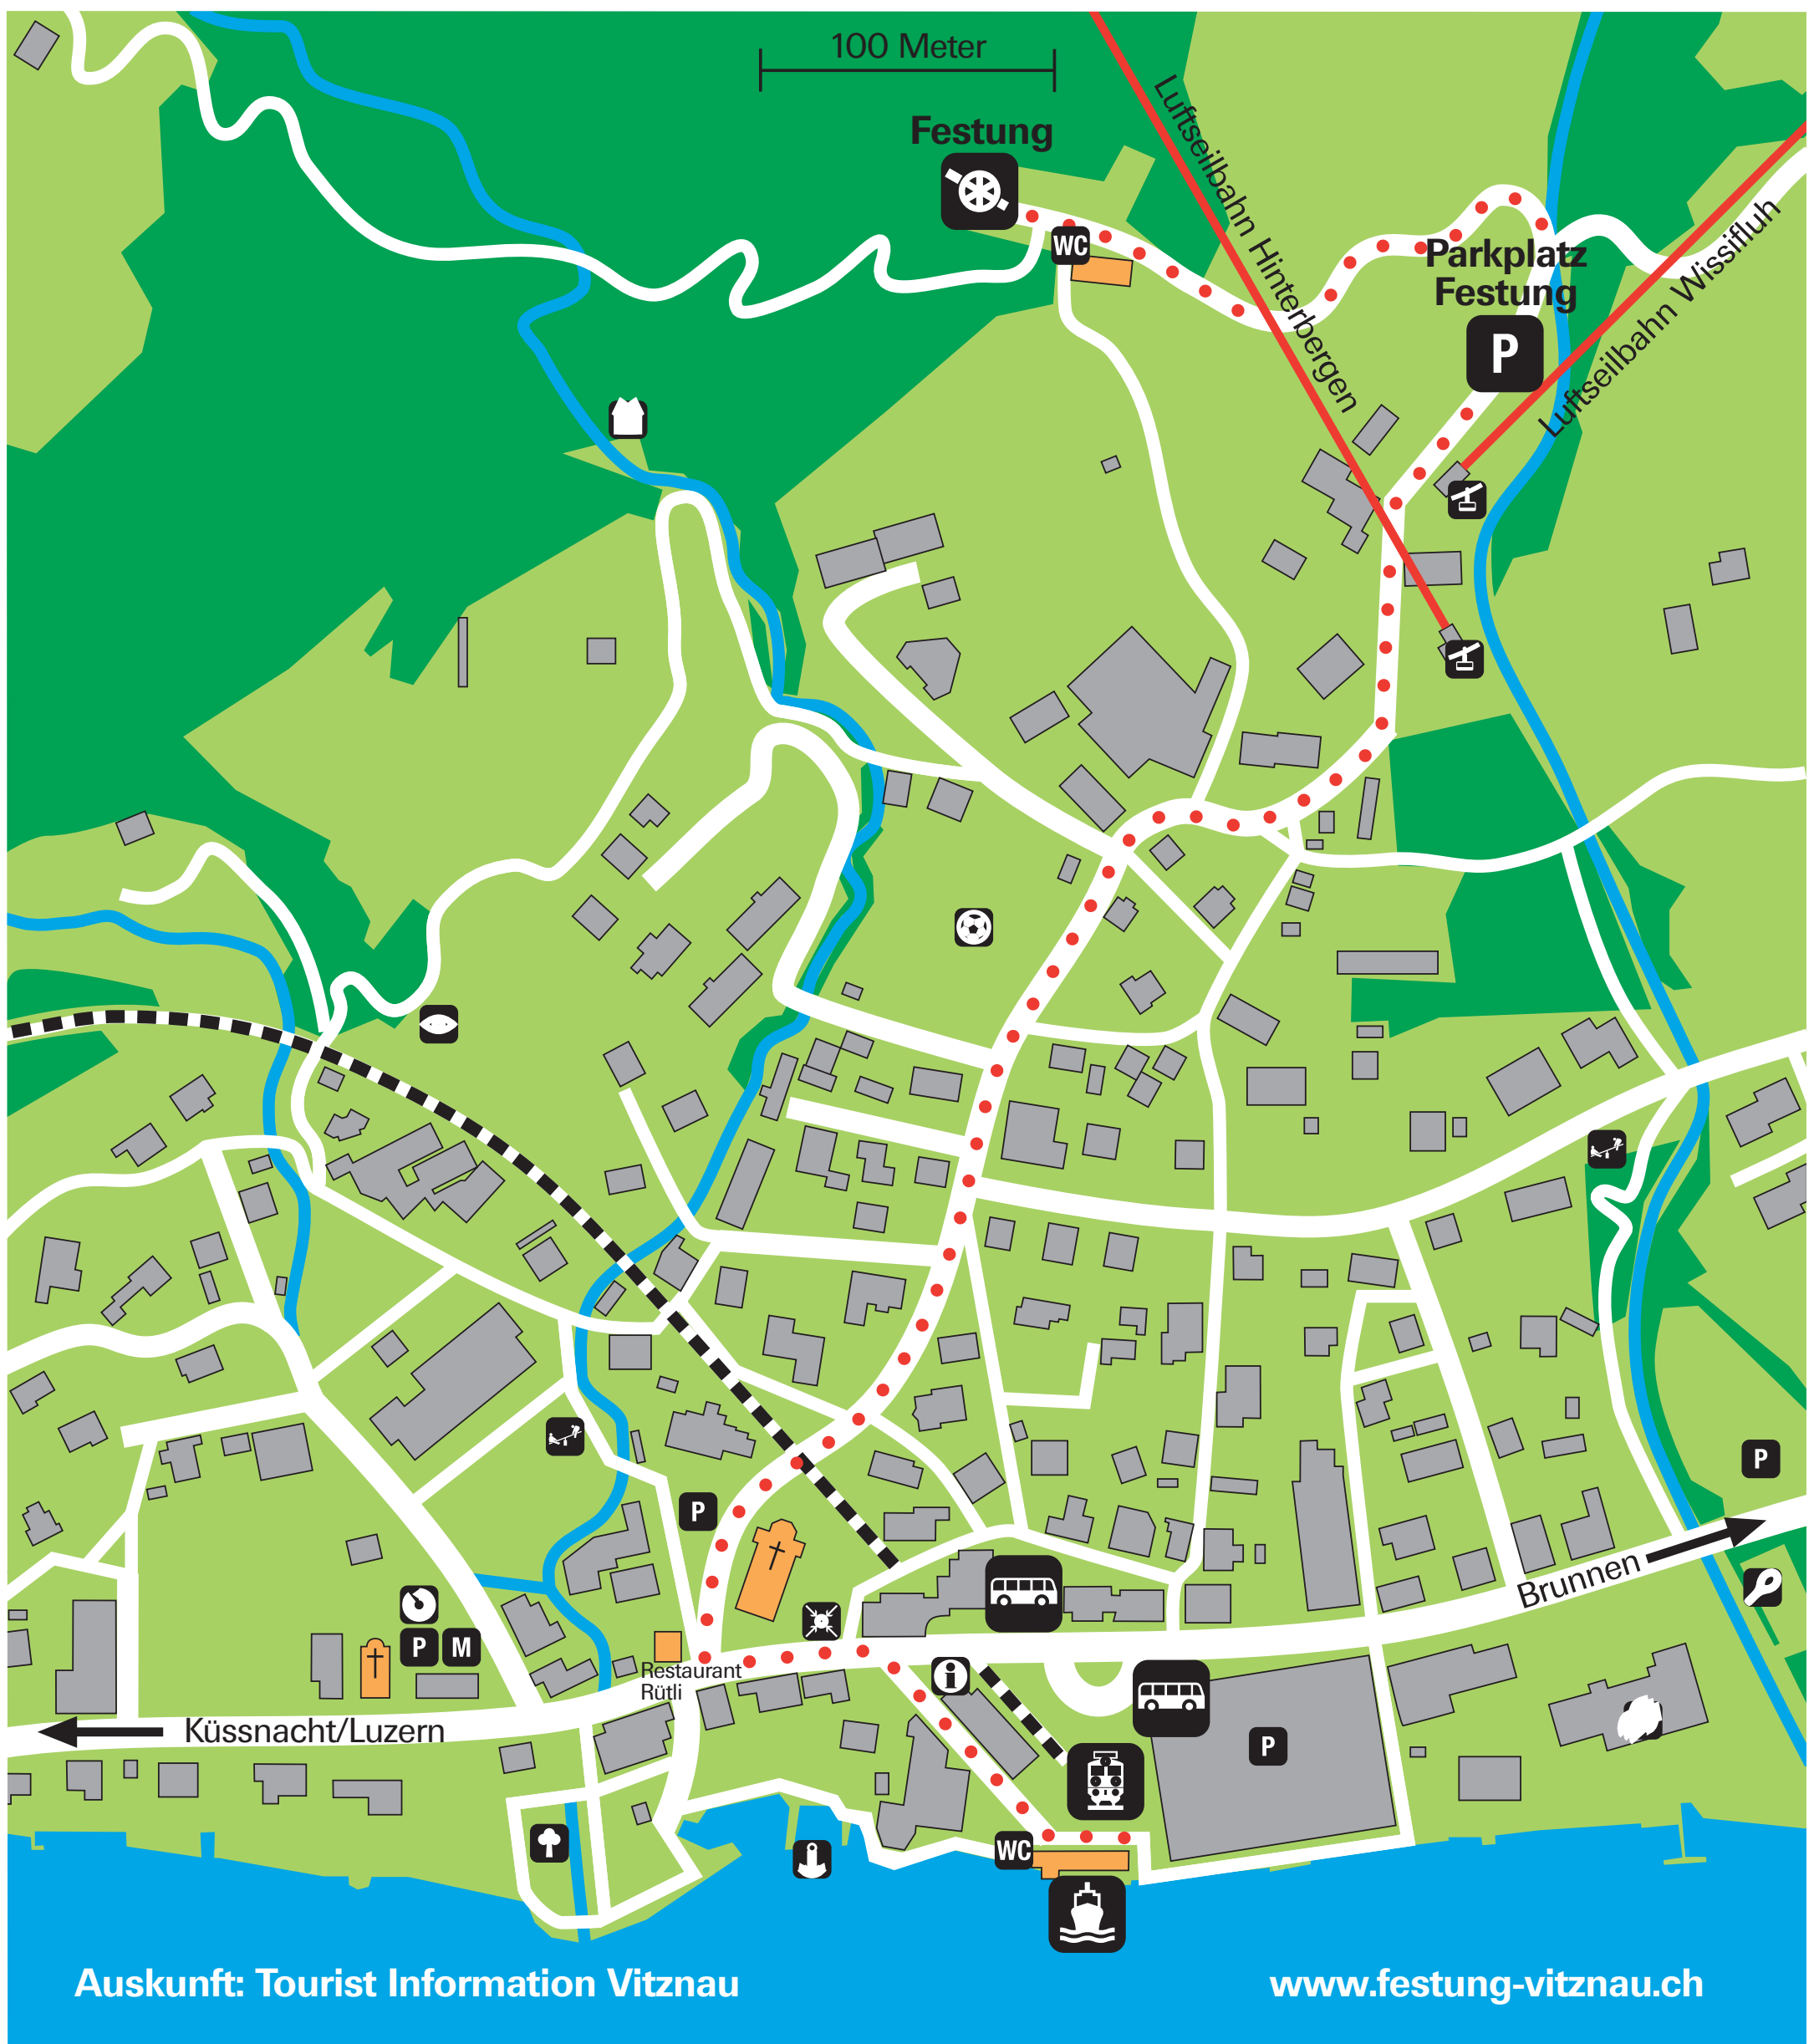 100 Meter
Festung
WC
Luftseilbahn Hinterbergen
Parkplatz
Festung
P
Luftseilbahn Wissifluh
P
P
P M
Restaurant
Rütli
i
Brunnen
Küssnacht/Luzern
P
WC
Auskunft: Tourist Information Vitznau
www.festung-vitznau.ch